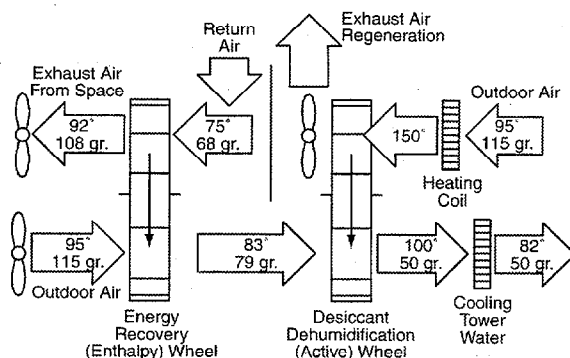 Return
Air
Exhaust Air
Regeneration
Exhaust Air
From Space
Outdoor Air
92°
108 gr.
75°
68 gr.
150°
95°
115 gr.
Heating
Coil
95°
115 gr.
83°
79 gr.
100°
50 gr.
82°
50 gr.
Outdoor Air
Energy
Recovery
(Enthalpy) Wheel
Desiccant
Dehumidification
(Active) Wheel
Cooling
Tower
Water